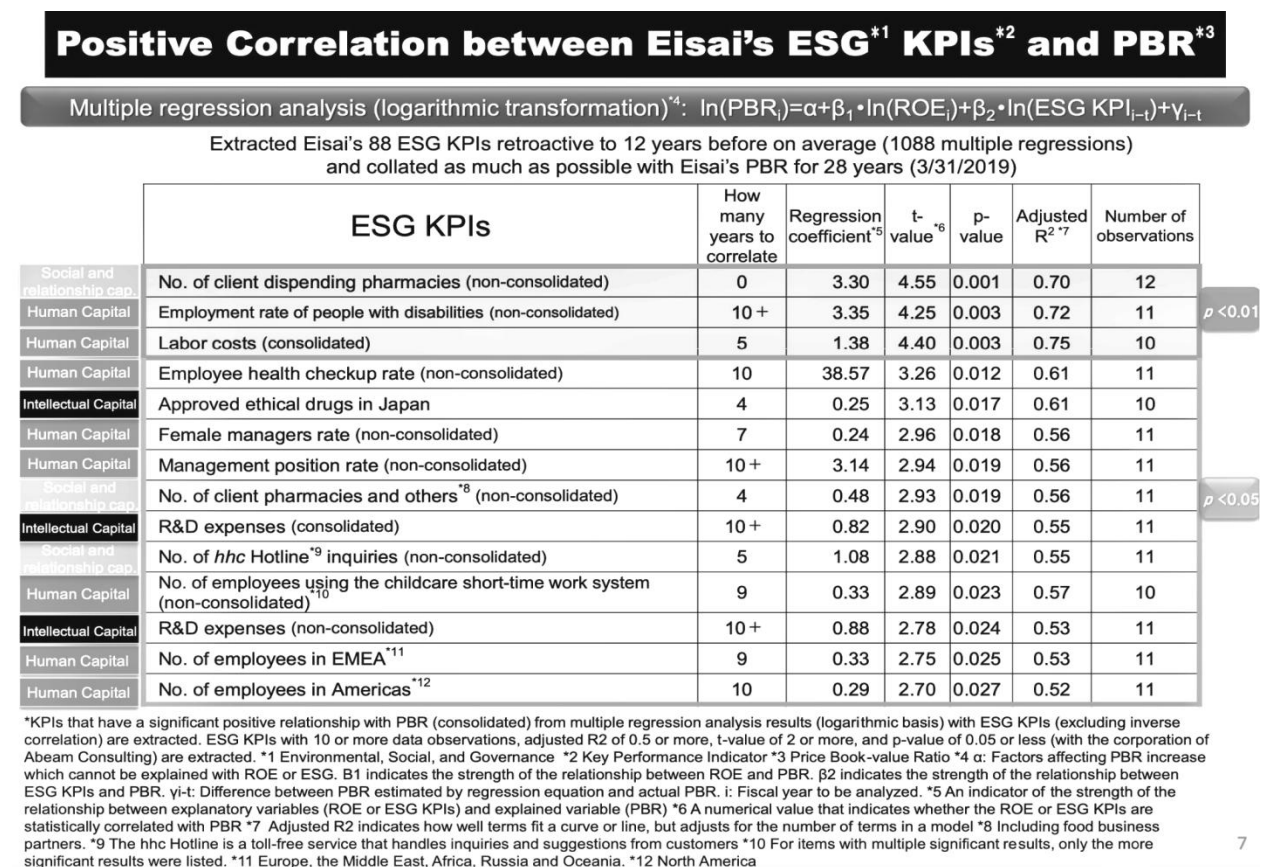 Positive Correlation between Eisai's ESG*1 KPIs*2 and PBR*3
Multiple regression analysis (logarithmic transformation)*4: ln(PBRi)=α+β1•ln(ROEi)+β2•ln(ESG KPIi−t)+γi−t
Extracted Eisai's 88 ESG KPIs retroactive to 12 years before on average (1088 multiple regressions)
and collated as much as possible with Eisai's PBR for 28 years (3/31/2019)
ESG KPIs
How many years to correlate
Regression coefficient*5
t-value*6
p-value
Adjusted R2 *7
Number of observations
Social and relationship cap. No. of client dispending pharmacies (non-consolidated) 0 3.30 4.55 0.001 0.70 12
Human Capital Employment rate of people with disabilities (non-consolidated) 10+ 3.35 4.25 0.003 0.72 11
p <0.01
Human Capital Labor costs (consolidated) 5 1.38 4.40 0.003 0.75 10
Human Capital Employee health checkup rate (non-consolidated) 10 38.57 3.26 0.012 0.61 11
Intellectual Capital Approved ethical drugs in Japan 4 0.25 3.13 0.017 0.61 10
Human Capital Female managers rate (non-consolidated) 7 0.24 2.96 0.018 0.56 11
Human Capital Management position rate (non-consolidated) 10+ 3.14 2.94 0.019 0.56 11
Social and relationship cap. No. of client pharmacies and others*8 (non-consolidated) 4 0.48 2.93 0.019 0.56 11
p <0.05
Intellectual Capital R&D expenses (consolidated) 10+ 0.82 2.90 0.020 0.55 11
Social and relationship cap. No. of hhc Hotline*9 inquiries (non-consolidated) 5 1.08 2.88 0.021 0.55 11
Human Capital No. of employees using the childcare short-time work system (non-consolidated)*10 9 0.33 2.89 0.023 0.57 10
Intellectual Capital R&D expenses (non-consolidated) 10+ 0.88 2.78 0.024 0.53 11
Human Capital No. of employees in EMEA*11 9 0.33 2.75 0.025 0.53 11
Human Capital No. of employees in Americas*12 10 0.29 2.70 0.027 0.52 11
*KPIs that have a significant positive relationship with PBR (consolidated) from multiple regression analysis results (logarithmic basis) with ESG KPIs (excluding inverse
correlation) are extracted. ESG KPIs with 10 or more data observations, adjusted R2 of 0.5 or more, t-value of 2 or more, and p-value of 0.05 or less (with the corporation of
Abeam Consulting) are extracted. *1 Environmental, Social, and Governance *2 Key Performance Indicator *3 Price Book-value Ratio *4 α: Factors affecting PBR increase
which cannot be explained with ROE or ESG. B1 indicates the strength of the relationship between ROE and PBR. β2 indicates the strength of the relationship between
ESG KPIs and PBR. γi-t: Difference between PBR estimated by regression equation and actual PBR. i: Fiscal year to be analyzed. *5 An indicator of the strength of the
relationship between explanatory variables (ROE or ESG KPIs) and explained variable (PBR) *6 A numerical value that indicates whether the ROE or ESG KPIs are
statistically correlated with PBR *7 Adjusted R2 indicates how well terms fit a curve or line, but adjusts for the number of terms in a model *8 Including food business
partners. *9 The hhc Hotline is a toll-free service that handles inquiries and suggestions from customers *10 For items with multiple significant results, only the more
significant results were listed. *11 Europe, the Middle East, Africa, Russia and Oceania. *12 North America
7